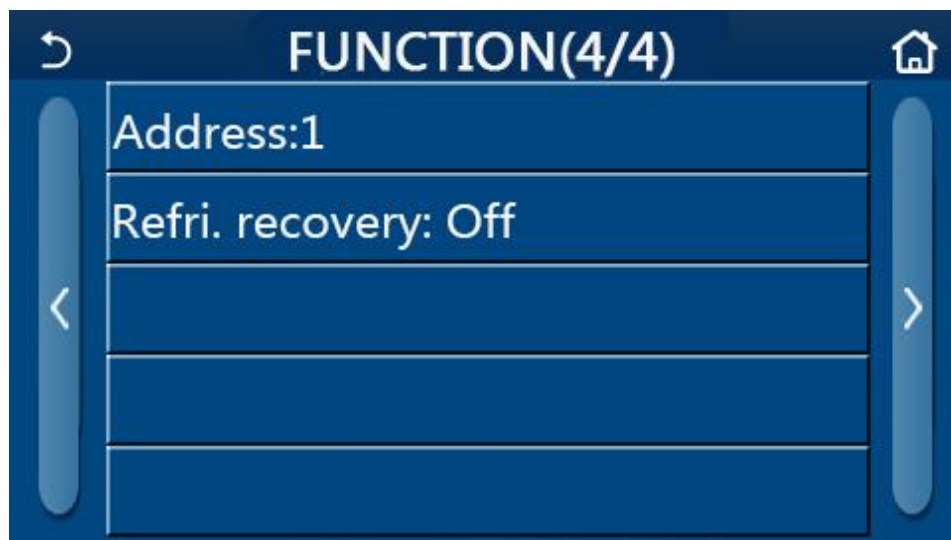 FUNCTION(4/4)
Address:1
Refri. recovery: Off